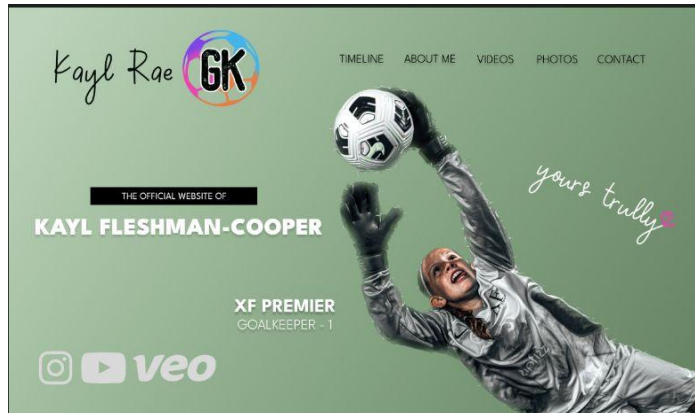 Kayl Rae GK
TIMELINE ABOUT ME VIDEOS PHOTOS CONTACT
yours trully
THE OFFICIAL WEBSITE OF
KAYL FLESHMAN-COOPER
XF PREMIER
GOALKEEPER - 1
veo